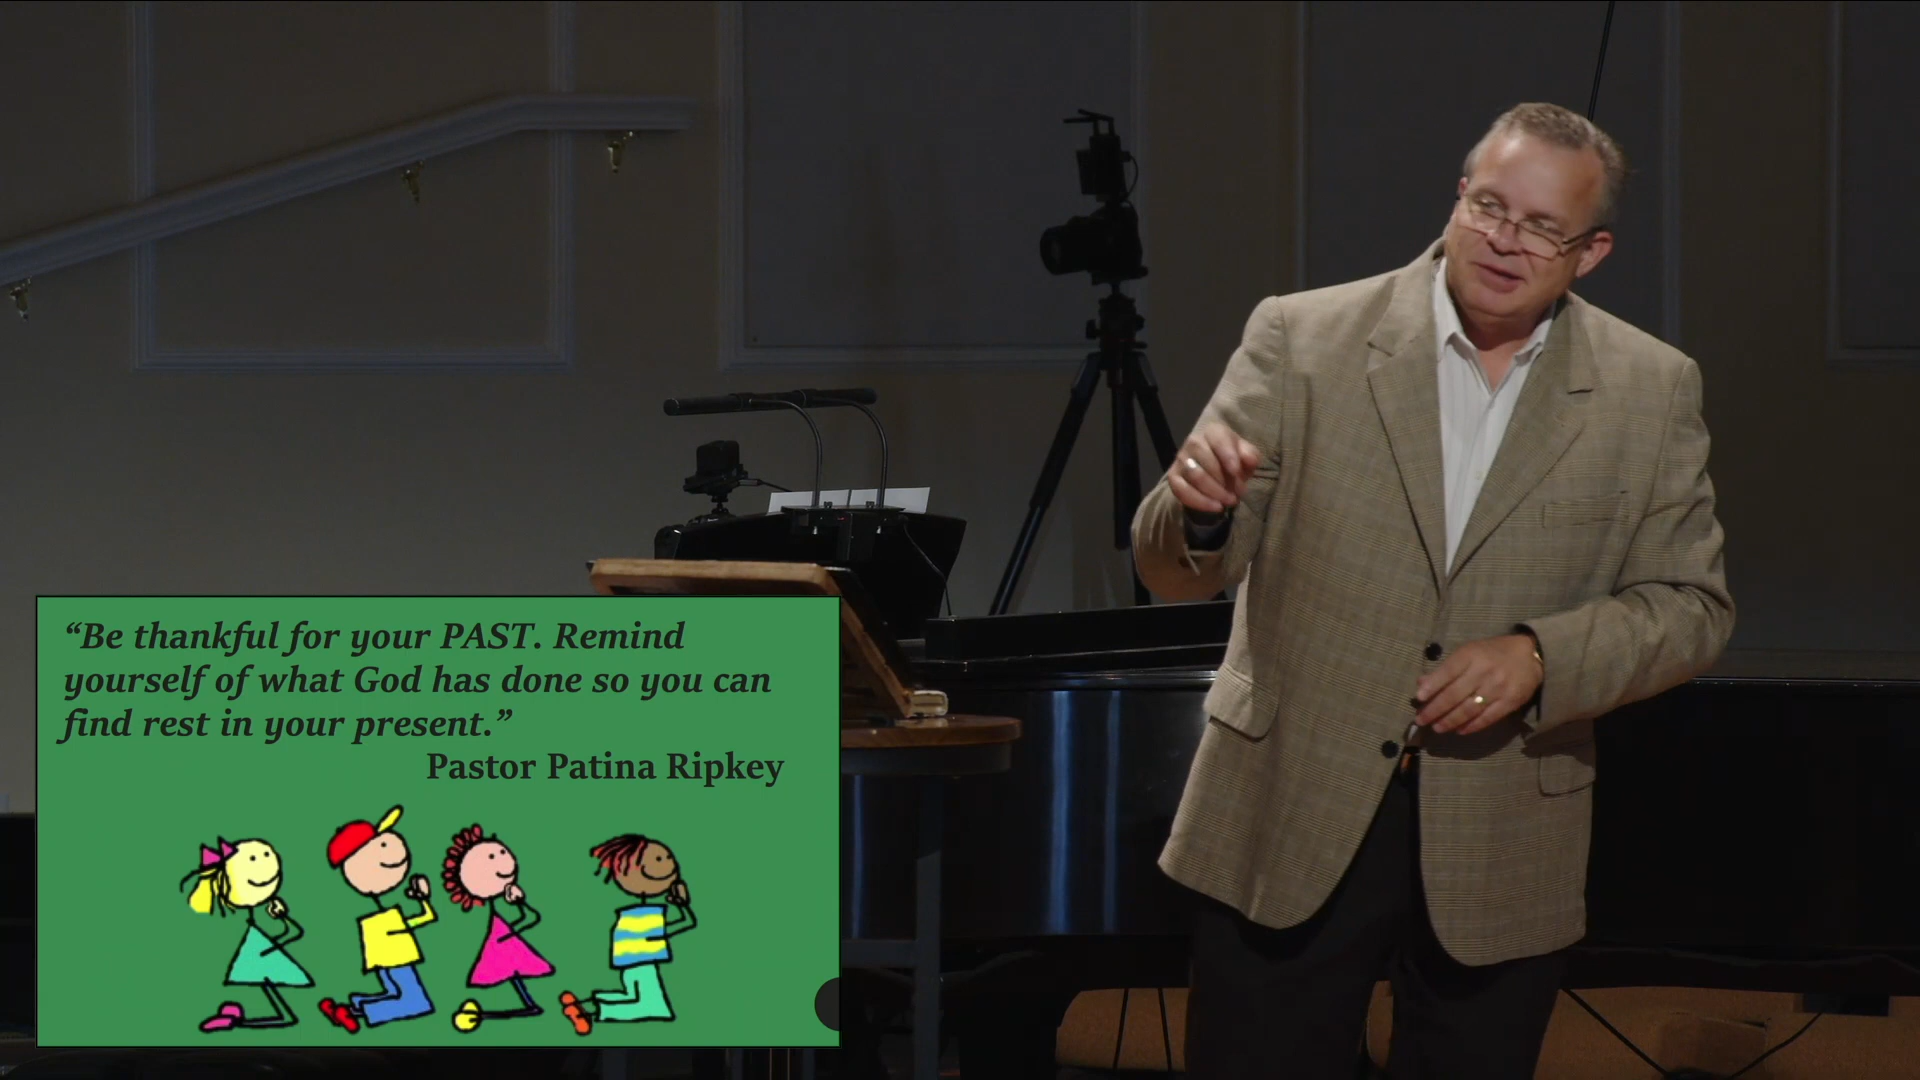 “Be thankful for your PAST. Remind
yourself of what God has done so you can
find rest in your present.”
Pastor Patina Ripkey